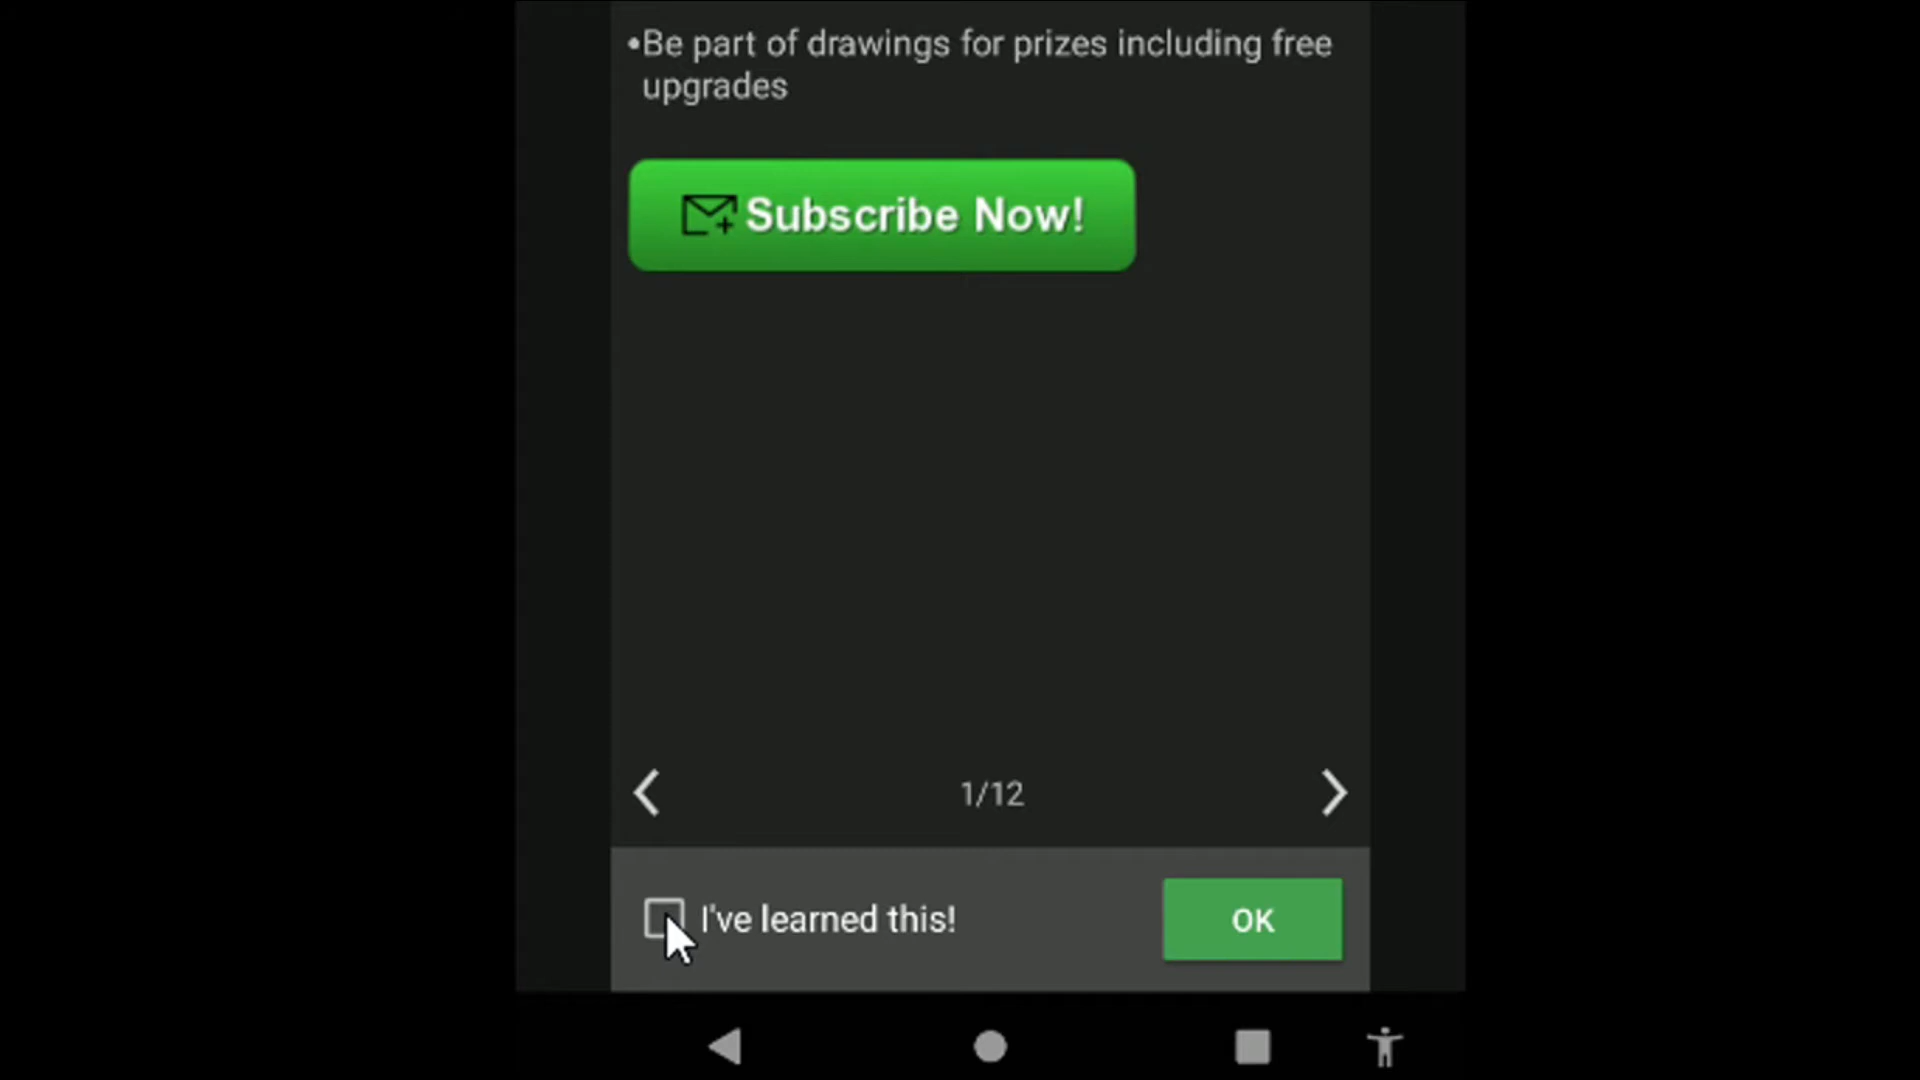 •Be part of drawings for prizes including free
upgrades
Subscribe Now!
1/12
I've learned this!
OK